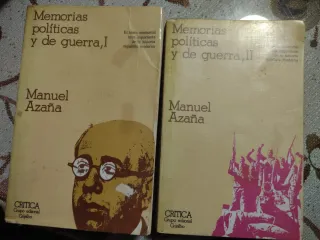 Memorias
políticas
y de guerra, I
Manuel
Azaña
CRITICA
Grupo editorial
Grijalbo
Memorias
políticas
y de guerra, II
Manuel
Azaña
CRITICA
Grupo editorial
Grijalbo